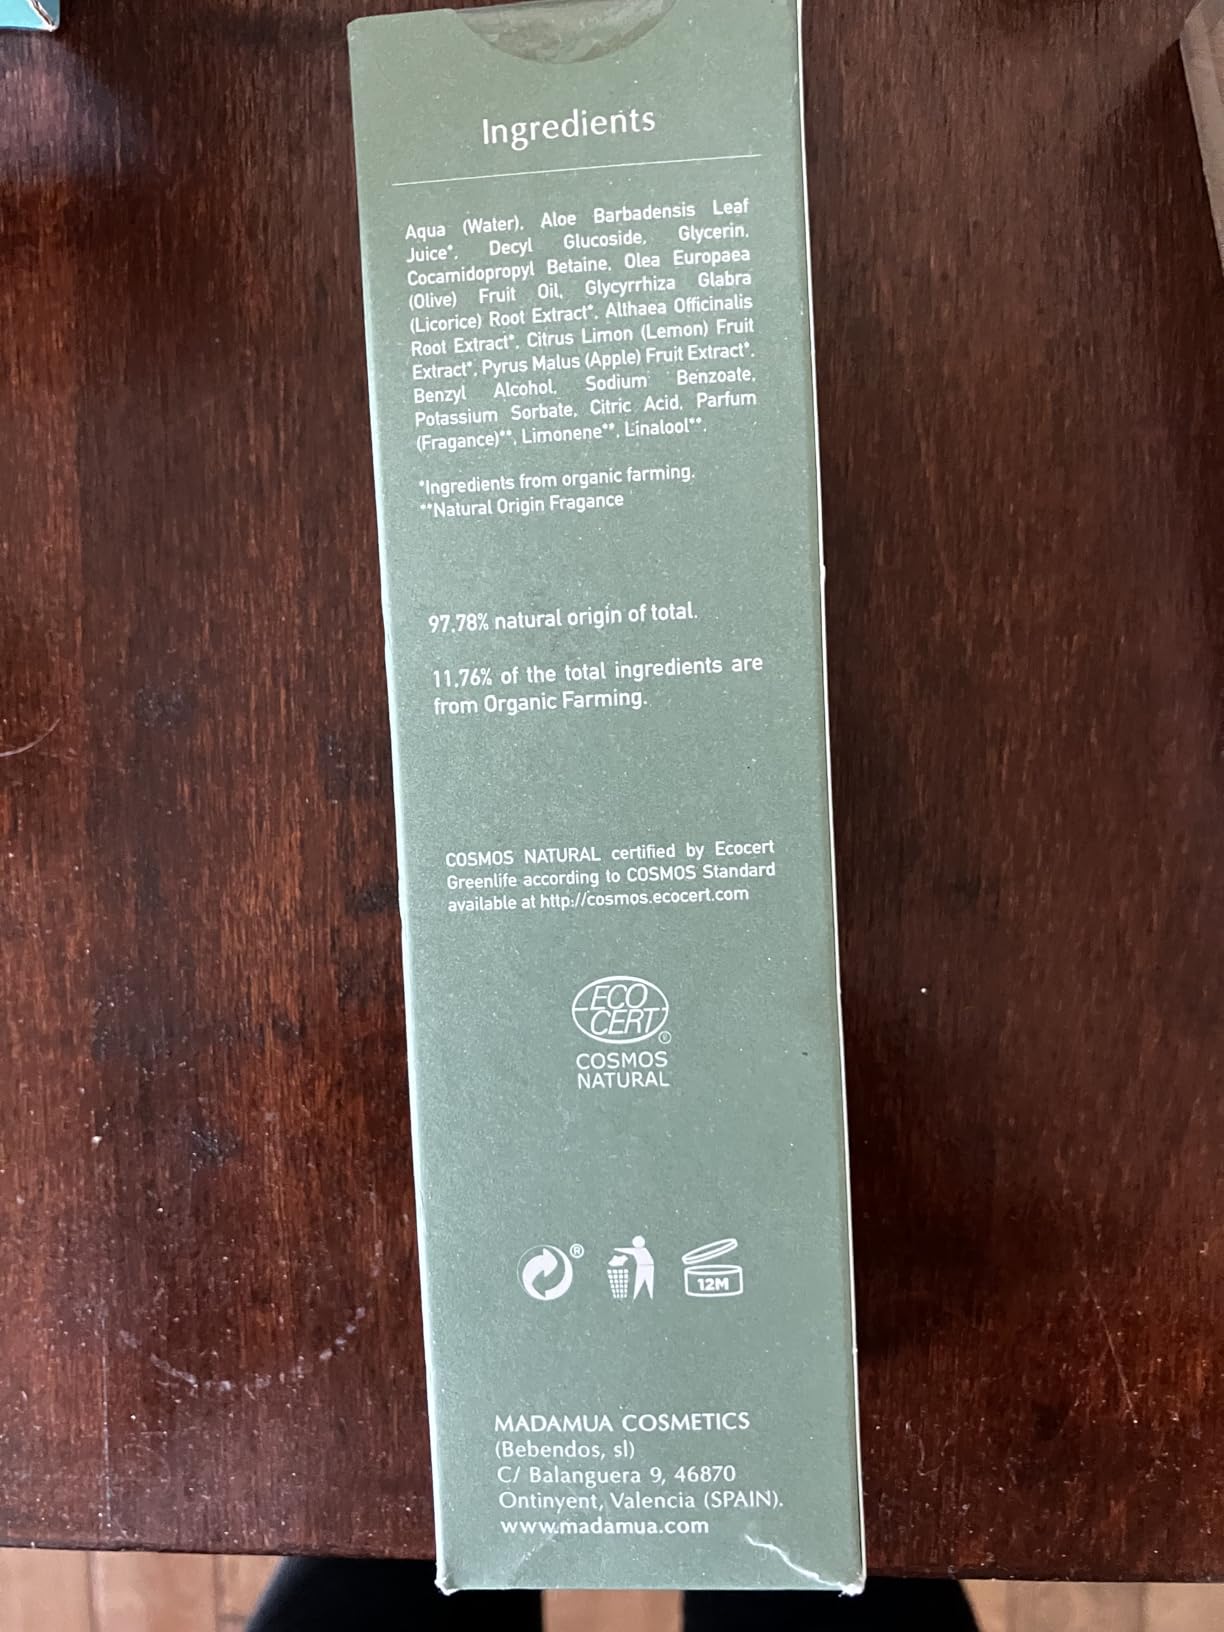 Ingredients
Aqua (Water), Aloe Barbadensis Leaf
Juice*, Decyl Glucoside, Glycerin,
Cocamidopropyl Betaine, Olea Europaea
(Olive) Fruit Oil, Glycyrrhiza Glabra
(Licorice) Root Extract*, Althaea Officinalis
Root Extract*, Citrus Limon (Lemon) Fruit
Extract*, Pyrus Malus (Apple) Fruit Extract*,
Benzyl Alcohol, Sodium Benzoate,
Potassium Sorbate, Citric Acid, Parfum
(Fragance)**, Limonene**, Linalool**.
*Ingredients from organic farming.
**Natural Origin Fragance
97.78% natural origin of total.
11.76% of the total ingredients are
from Organic Farming.
COSMOS NATURAL certified by Ecocert
Greenlife according to COSMOS Standard
available at http://cosmos.ecocert.com
ECO
CERT®
COSMOS
NATURAL
® 12M
MADAMUA COSMETICS
(Bebendos, sl)
C/ Balanguera 9, 46870
Ontinyent, Valencia (SPAIN).
www.madamua.com